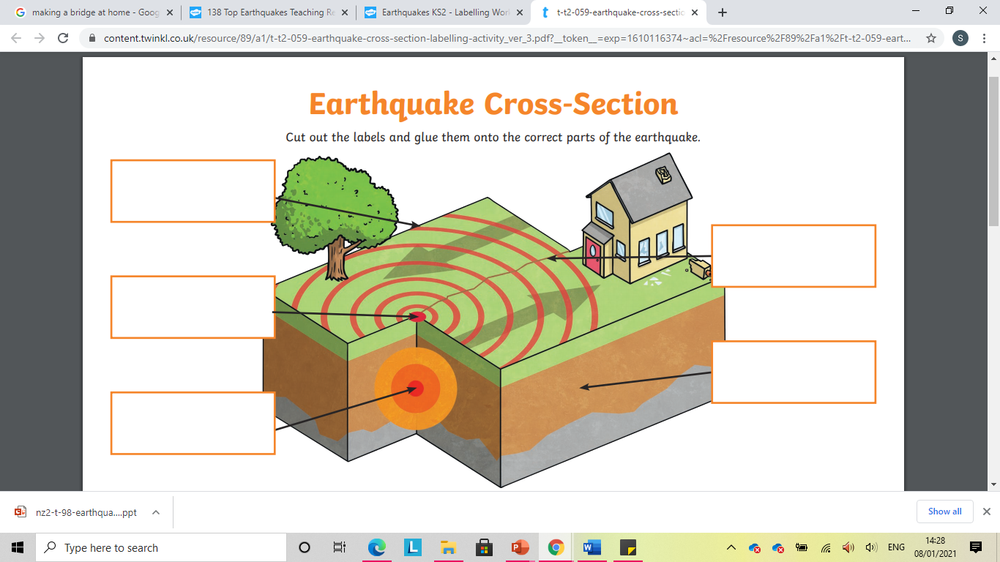 making a bridge at home - Goog
138 Top Earthquakes Teaching Re
Earthquakes KS2 - Labelling Wor
t-t2-059-earthquake-cross-sectio
content.twinkl.co.uk/resource/89/a1/t-t2-059-earthquake-cross-section-labelling-activity_ver_3.pdf?__token__=exp=1610116374~acl=%2Fresource%2F89%2Fa1%2Ft-t2-059-eart...
S
Earthquake Cross-Section
Cut out the labels and glue them onto the correct parts of the earthquake.
nz2-t-98-earthqua....ppt
Show all
Type here to search
ENG
14:28
08/01/2021